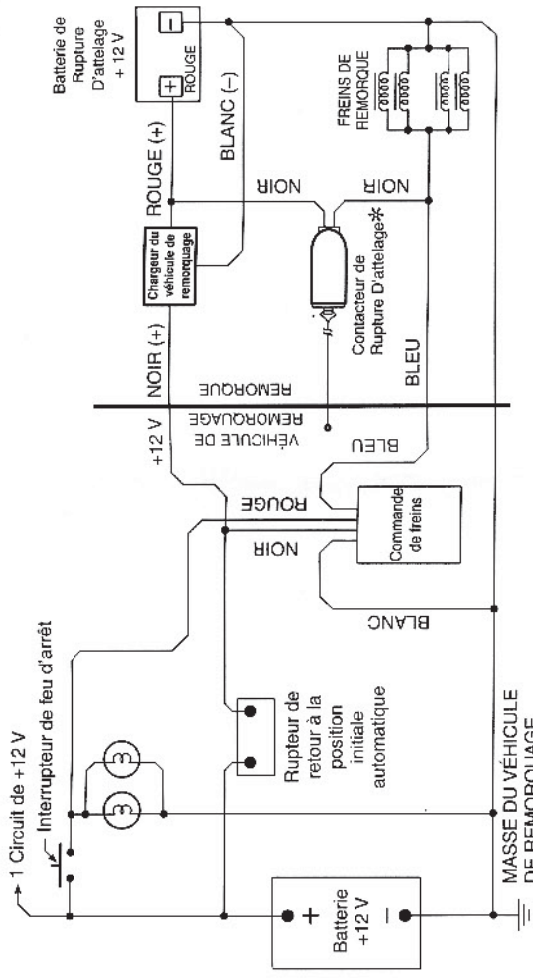 1 Circuit de +12 V
Interrupteur de feu d'arrêt
Batterie
+12 V
+
−
MASSE DU VÉHICULE
DE REMORQUAGE
Rupteur de
retour à la
position
initiale
automatique
BLANC
NOIR
ROUGE
BLEU
Commande
de freins
+12 V
VÉHICULE DE
REMORQUAGE
REMORQUE
NOIR (+)
Chargeur du
véhicule de
remorquage
ROUGE (+)
BLANC (−)
Batterie de
Rupture
D'attelage
+ 12 V
+
−
ROUGE
NOIR
NOIR
Contacteur de
Rupture D'attelage*
BLEU
FREINS DE
REMORQUE